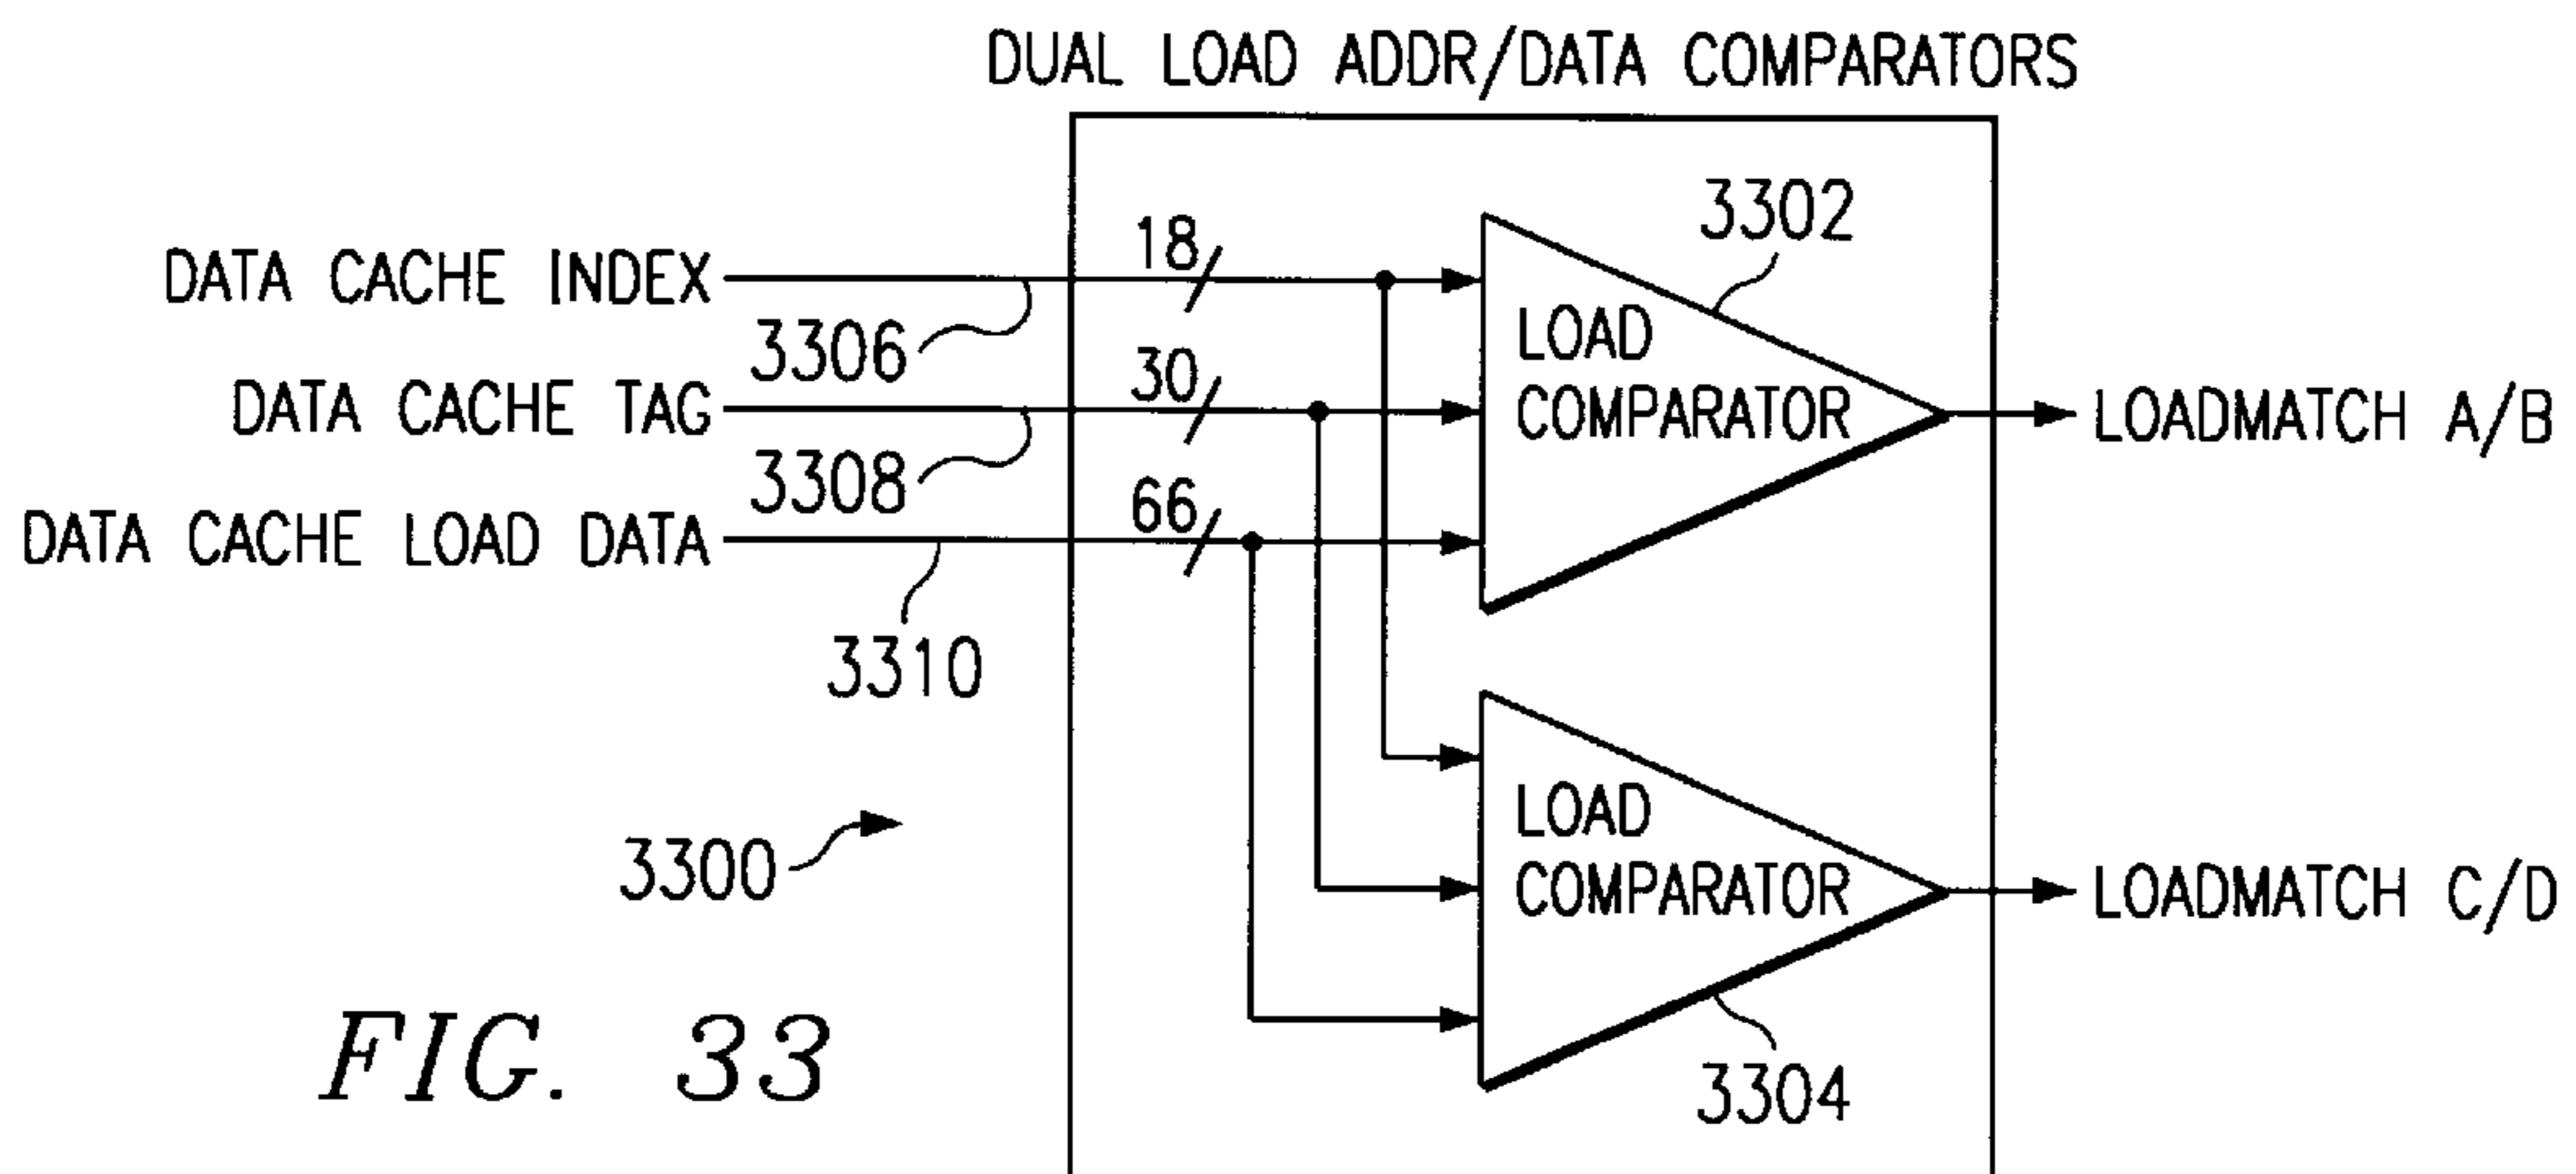 DUAL LOAD ADDR/DATA COMPARATORS
3302
18
DATA CACHE INDEX
LOAD
3306
30
DATA CACHE TAG
COMPARATOR
LOADMATCH A/B
3308
66
DATA CACHE LOAD DATA
3310
LOAD
3300
COMPARATOR
LOADMATCH C/D
FIG. 33
3304